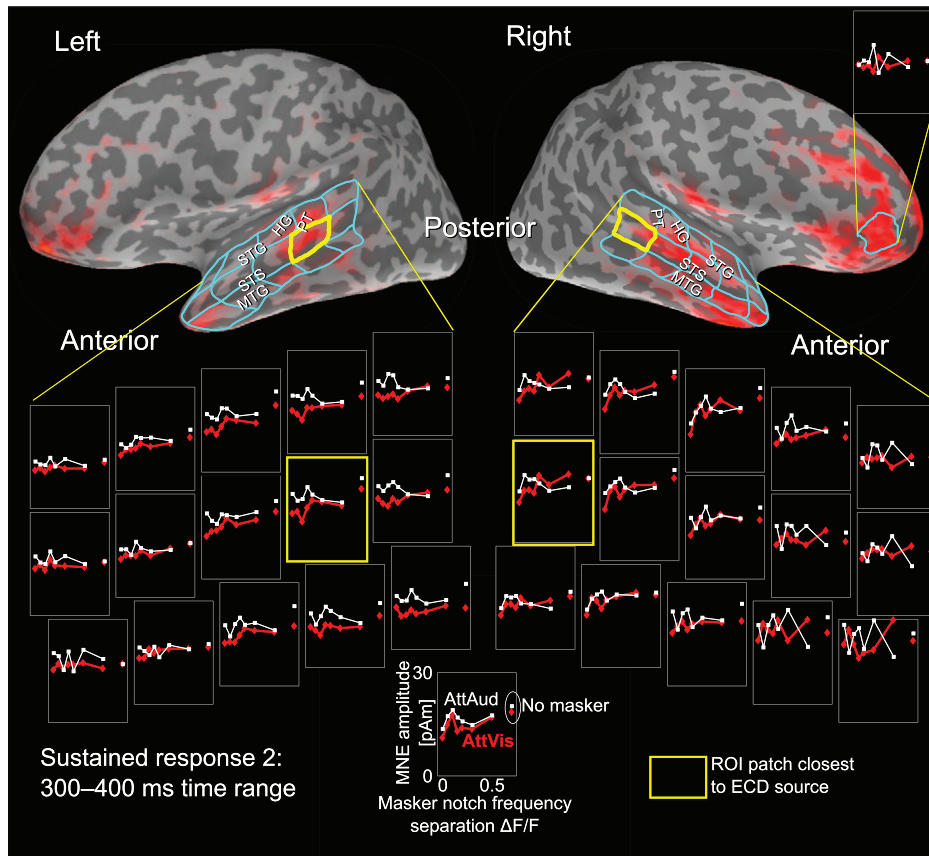 Left
Right
HG
PT
STG
STS
MTG
Posterior
PT
HG
STG
STS
MTG
Anterior
Anterior
30
AttAud
No masker
AttVis
MNE amplitude
[pAm]
0
0
0.5
Masker notch frequency
separation ΔF/F
Sustained response 2:
300–400 ms time range
ROI patch closest
to ECD source